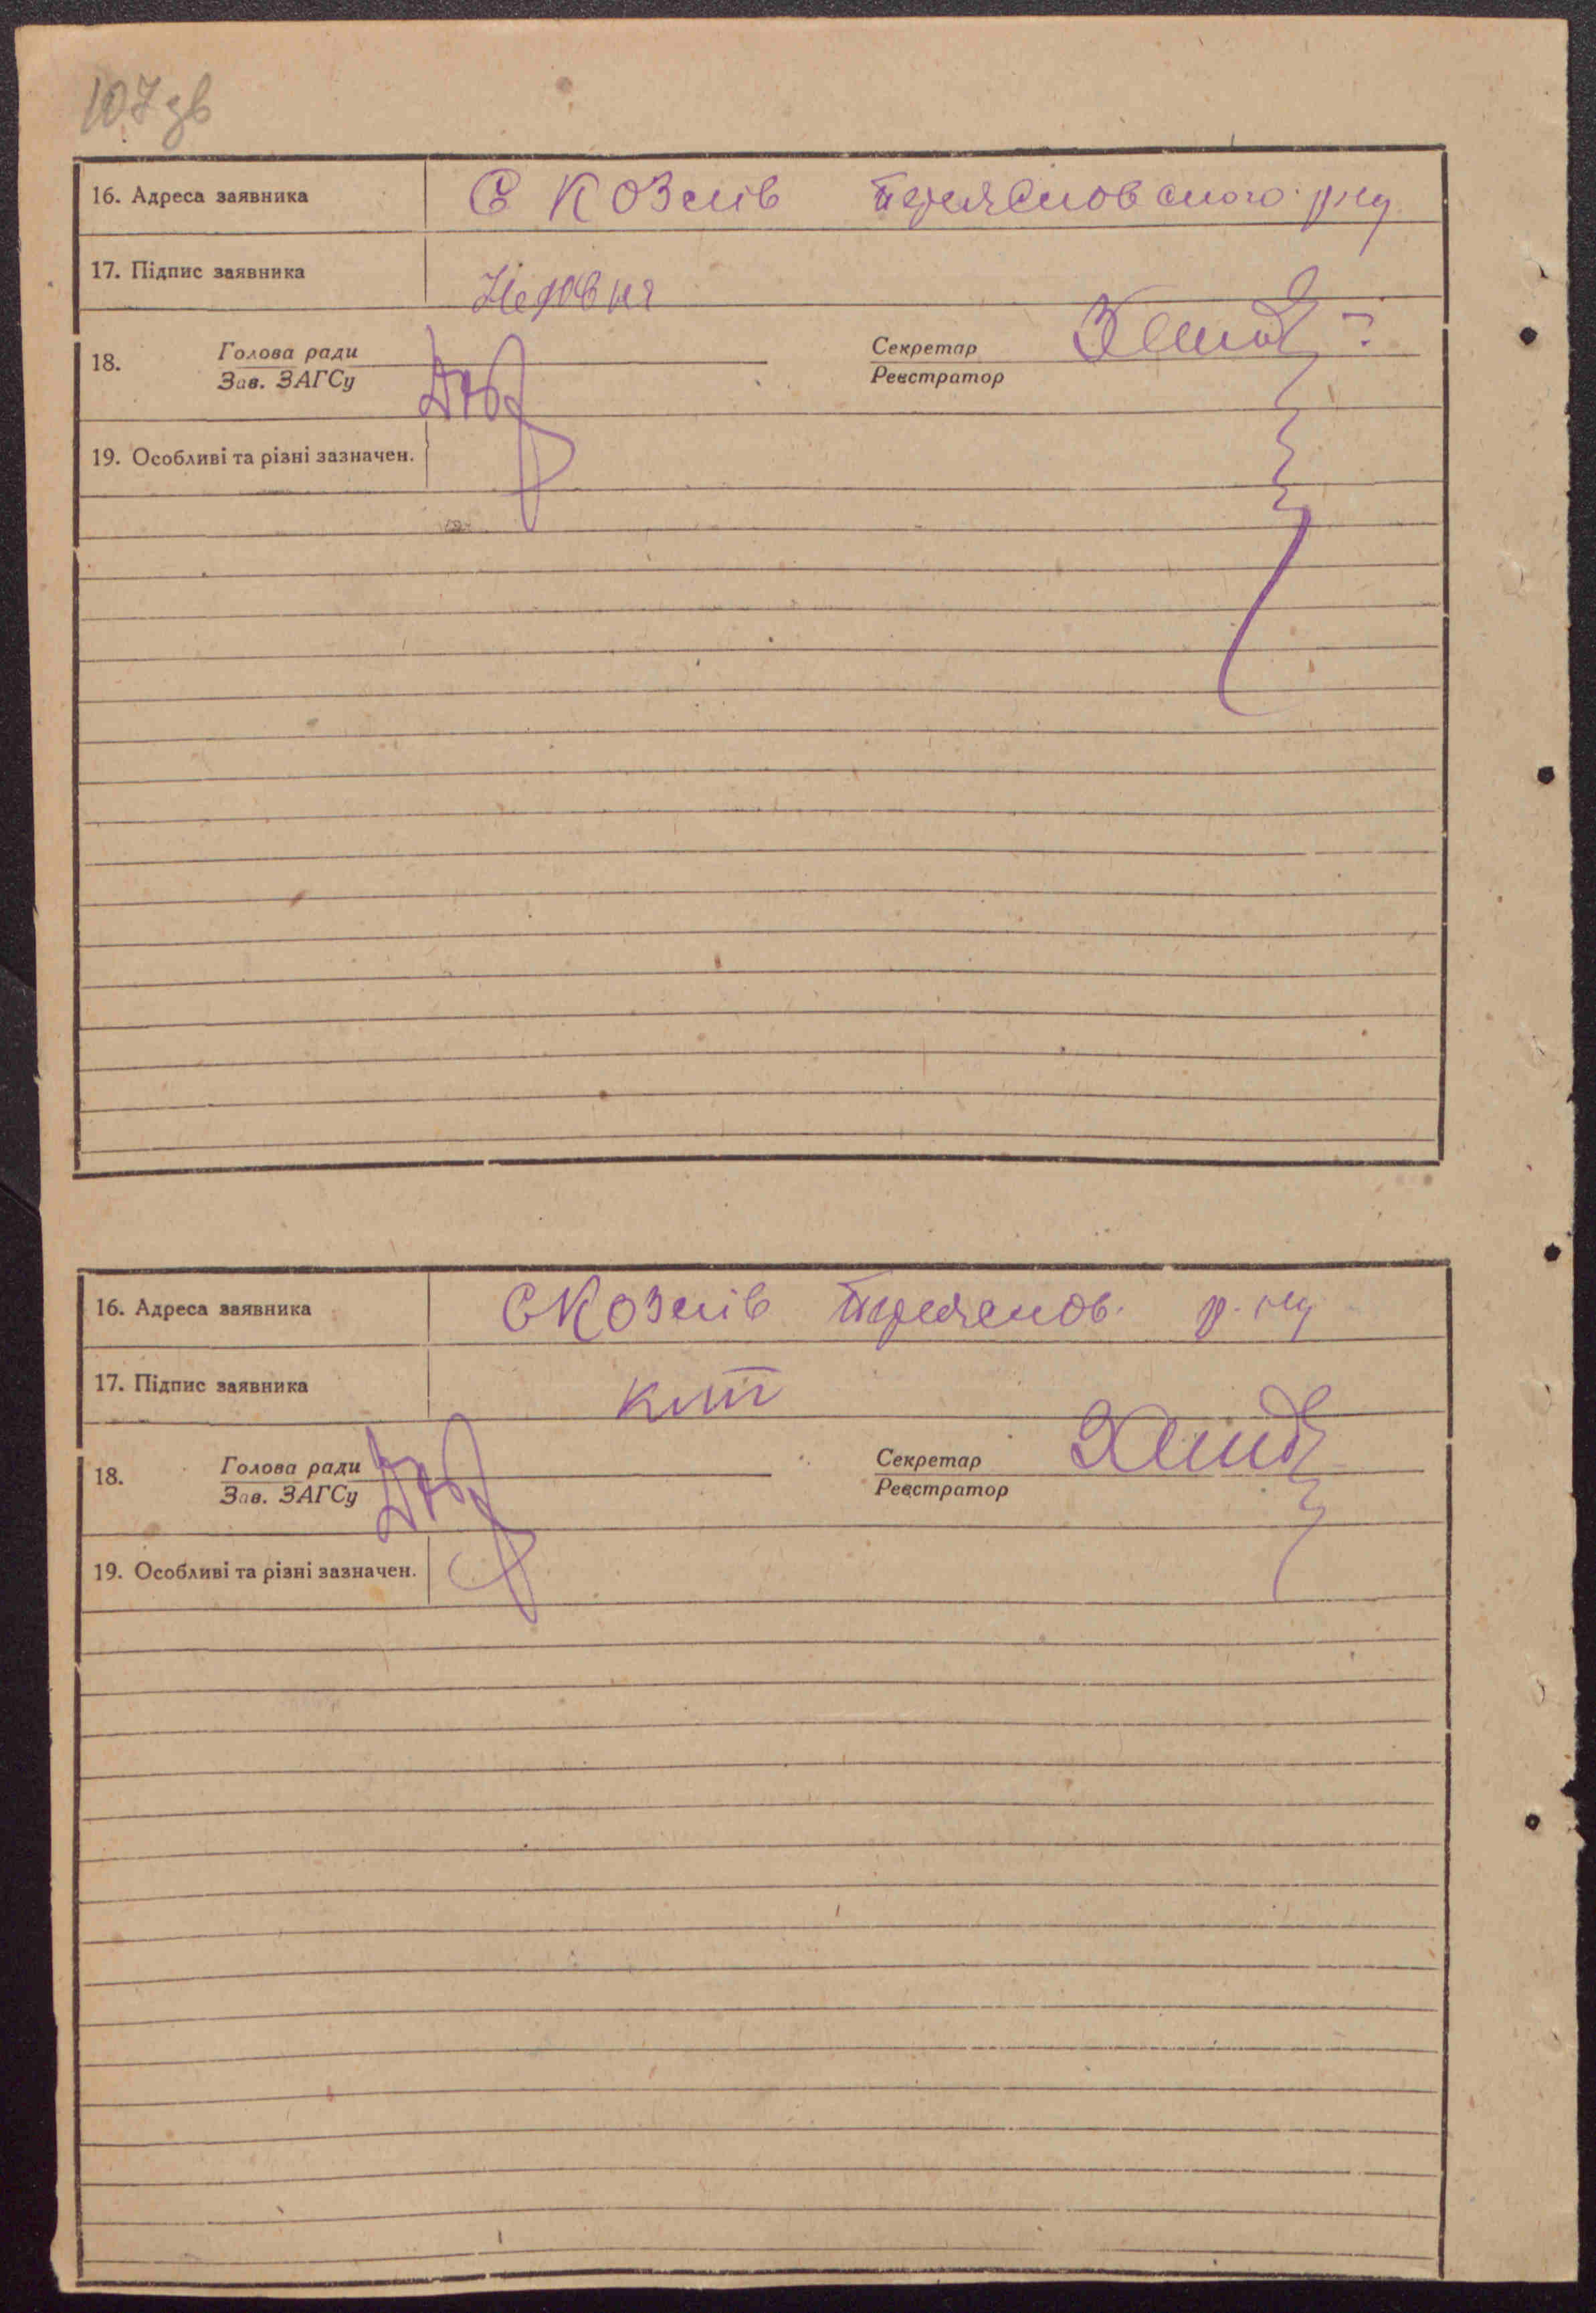 107зв
16. Адреса заявника С Козлів Переяславського р-ну
17. Підпис заявника
18. Голова ради Секретар
Зав. ЗАГСу Реєстратор
19. Особливі та різні зазначен.
16. Адреса заявника С Козлів Переяслов. р-ну
17. Підпис заявника
18. Голова ради Секретар
Зав. ЗАГСу Реєстратор
19. Особливі та різні зазначен.